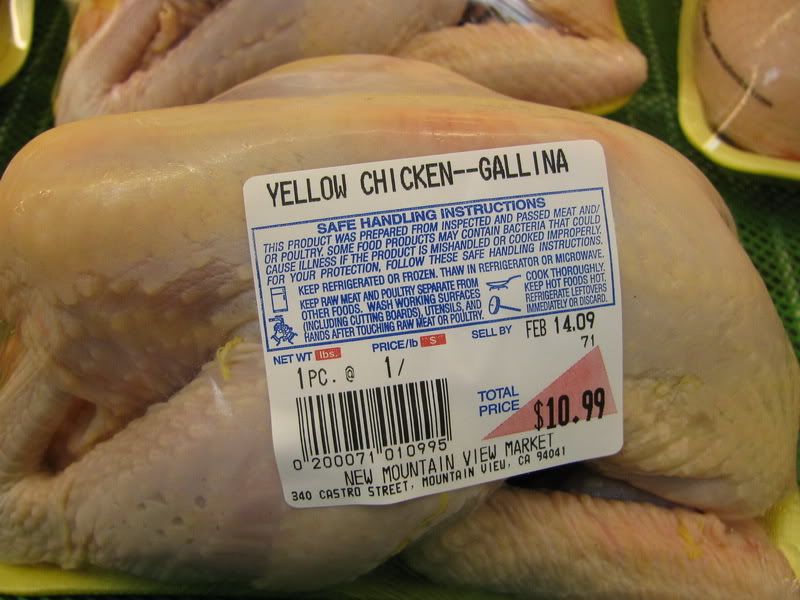 YELLOW CHICKEN--GALLINA
SAFE HANDLING INSTRUCTIONS
THIS PRODUCT WAS PREPARED FROM INSPECTED AND PASSED MEAT AND/
OR POULTRY. SOME FOOD PRODUCTS MAY CONTAIN BACTERIA THAT COULD
CAUSE ILLNESS IF THE PRODUCT IS MISHANDLED OR COOKED IMPROPERLY.
FOR YOUR PROTECTION, FOLLOW THESE SAFE HANDLING INSTRUCTIONS.
KEEP REFRIGERATED OR FROZEN. THAW IN REFRIGERATOR OR MICROWAVE.
KEEP RAW MEAT AND POULTRY SEPARATE FROM
OTHER FOODS. WASH WORKING SURFACES
(INCLUDING CUTTING BOARDS), UTENSILS, AND
HANDS AFTER TOUCHING RAW MEAT OR POULTRY.
COOK THOROUGHLY.
KEEP HOT FOODS HOT.
REFRIGERATE LEFTOVERS
IMMEDIATELY OR DISCARD.
NET WT lbs. PRICE/lb "$" SELL BY FEB 14.09
71
1PC. @ 1/
TOTAL
PRICE $10.99
0 200071 010995
NEW MOUNTAIN VIEW MARKET
340 CASTRO STREET, MOUNTAIN VIEW, CA 94041